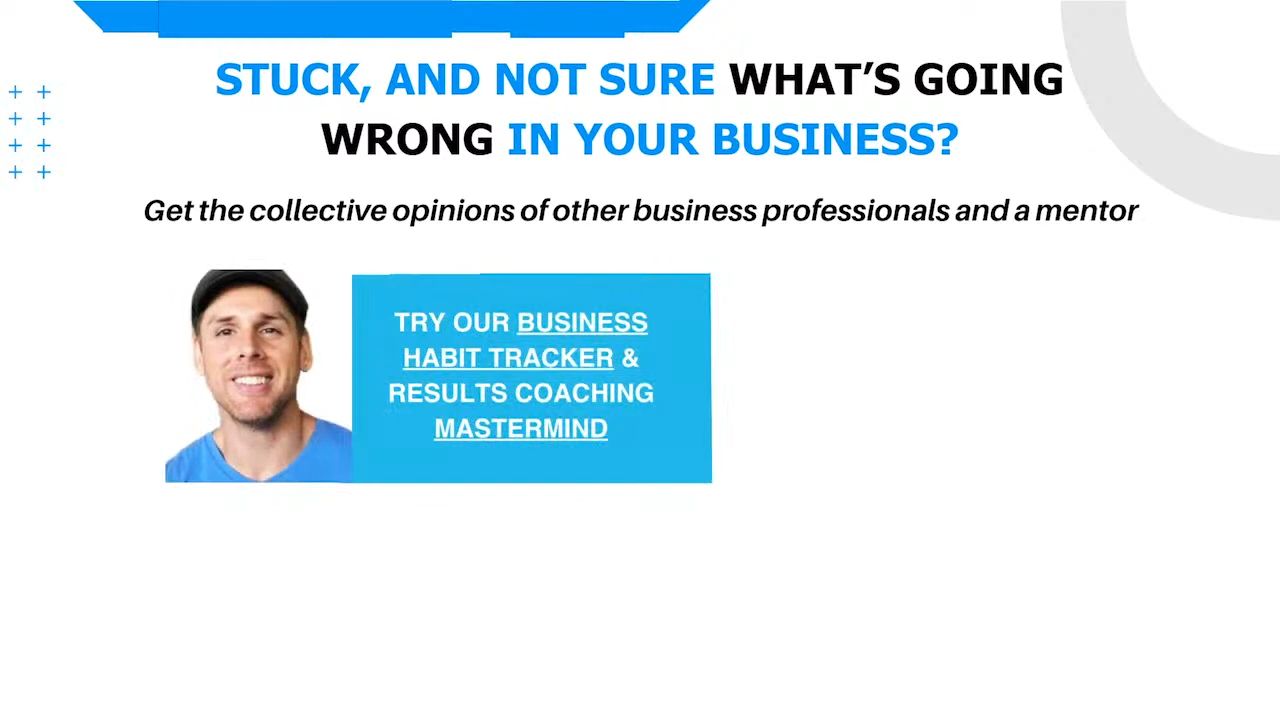 STUCK, AND NOT SURE WHAT’S GOING
WRONG IN YOUR BUSINESS?
Get the collective opinions of other business professionals and a mentor
TRY OUR BUSINESS
HABIT TRACKER &
RESULTS COACHING
MASTERMIND